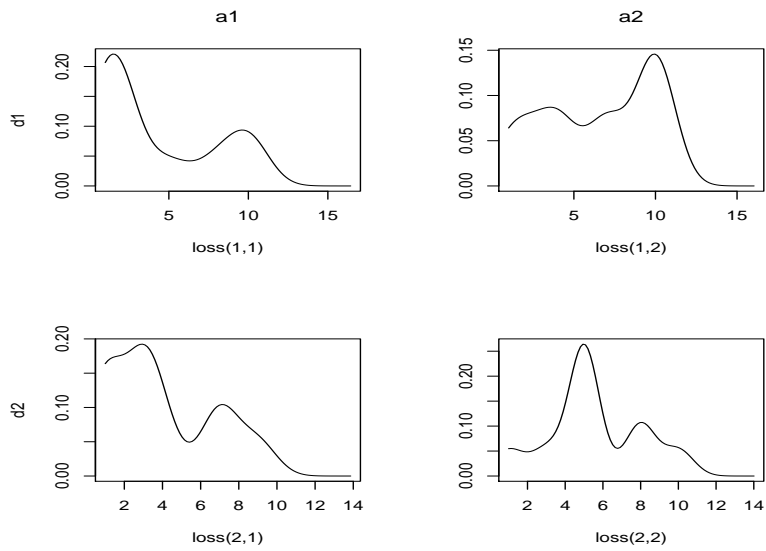 a1
a2
d1
0.00 0.10 0.20
5 10 15
loss(1,1)
0.00 0.05 0.10 0.15
5 10 15
loss(1,2)
d2
0.00 0.10 0.20
2 4 6 8 10 12 14
loss(2,1)
0.00 0.10 0.20
2 4 6 8 10 12 14
loss(2,2)